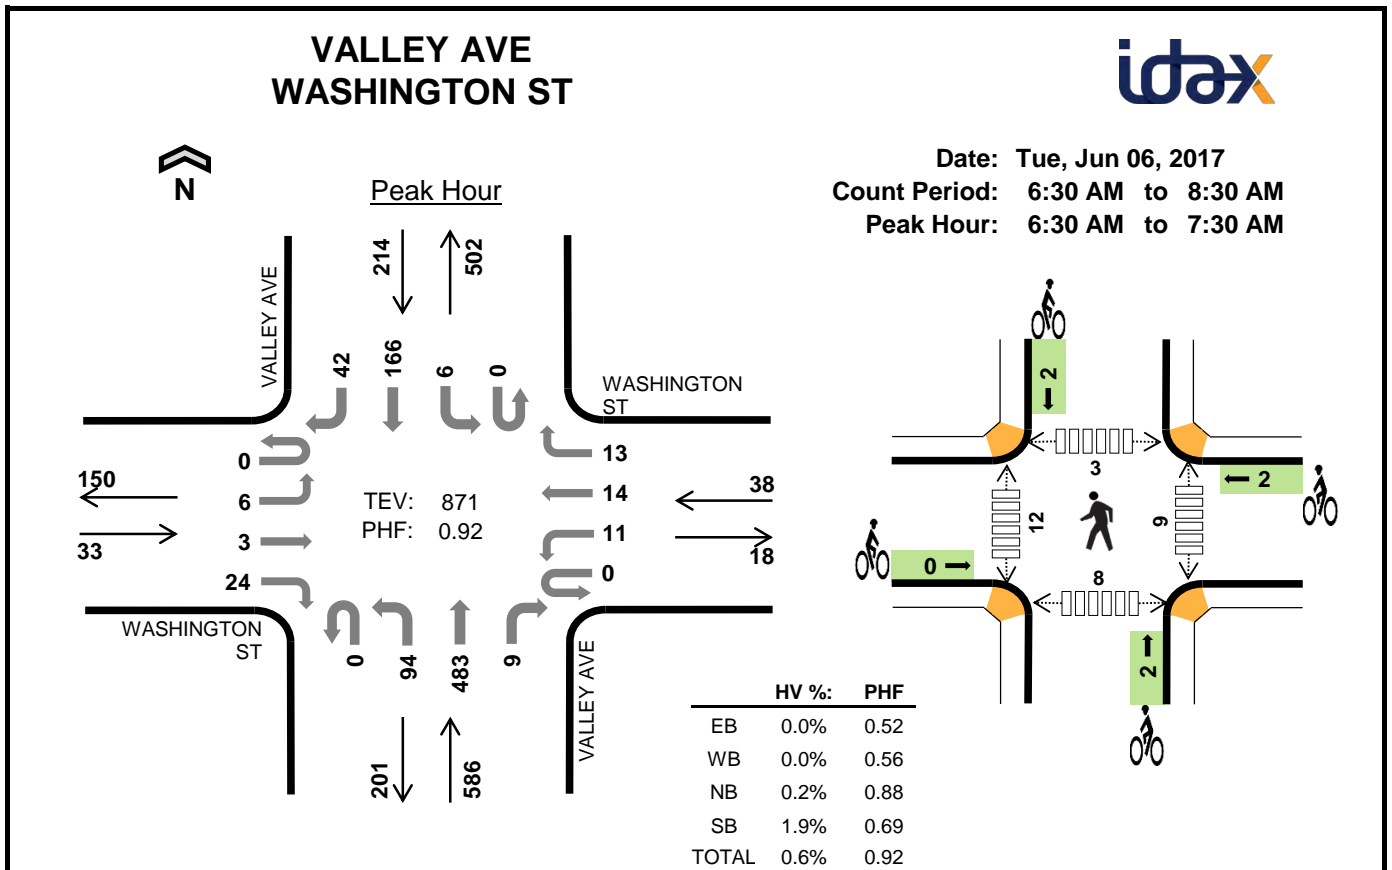 VALLEY AVE
WASHINGTON ST
idax
Date: Tue, Jun 06, 2017
Count Period: 6:30 AM to 8:30 AM
Peak Hour: 6:30 AM to 7:30 AM
N
Peak Hour
214
502
VALLEY AVE
42
166
6
0
WASHINGTON
ST
0
6
3
24
150
33
TEV: 871
PHF: 0.92
13
14
11
0
38
18
WASHINGTON
ST
0
94
483
9
VALLEY AVE
201
586
2
3
2
12
9
0
8
2
HV %: PHF
EB 0.0% 0.52
WB 0.0% 0.56
NB 0.2% 0.88
SB 1.9% 0.69
TOTAL 0.6% 0.92